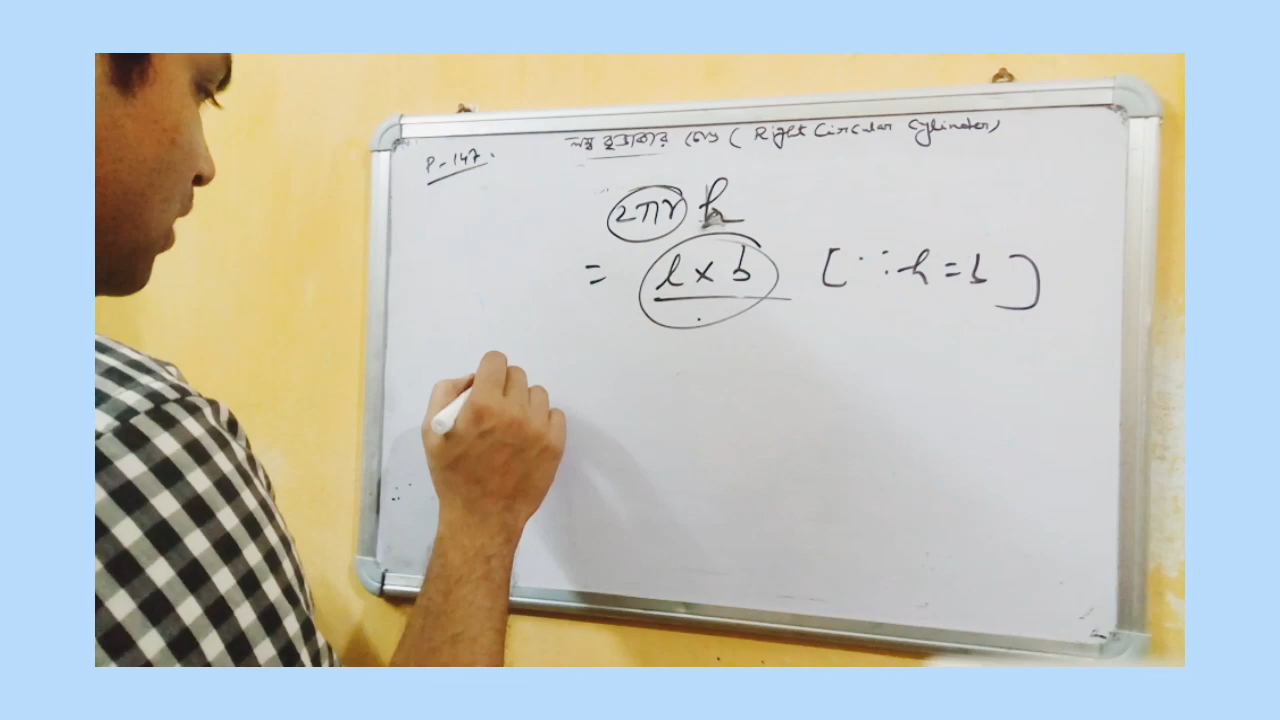 লম্ব বৃত্তাকার চোঙ ( Right Circular Cylinder)
P-147.
2πr h
= l x b [∵ h = b ]